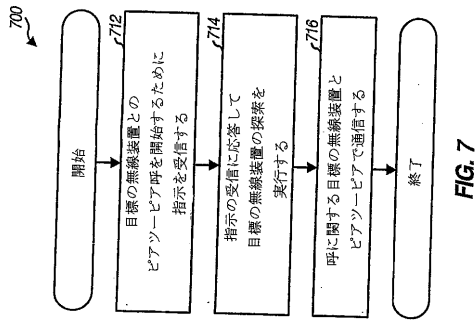 700
開始
712
目標の無線装置との
ピアツーピア呼を開始するために
指示を受信する
714
指示の受信に応答して
目標の無線装置の探索を
実行する
716
呼に関する目標の無線装置と
ピアツーピアで通信する
終了
FIG. 7